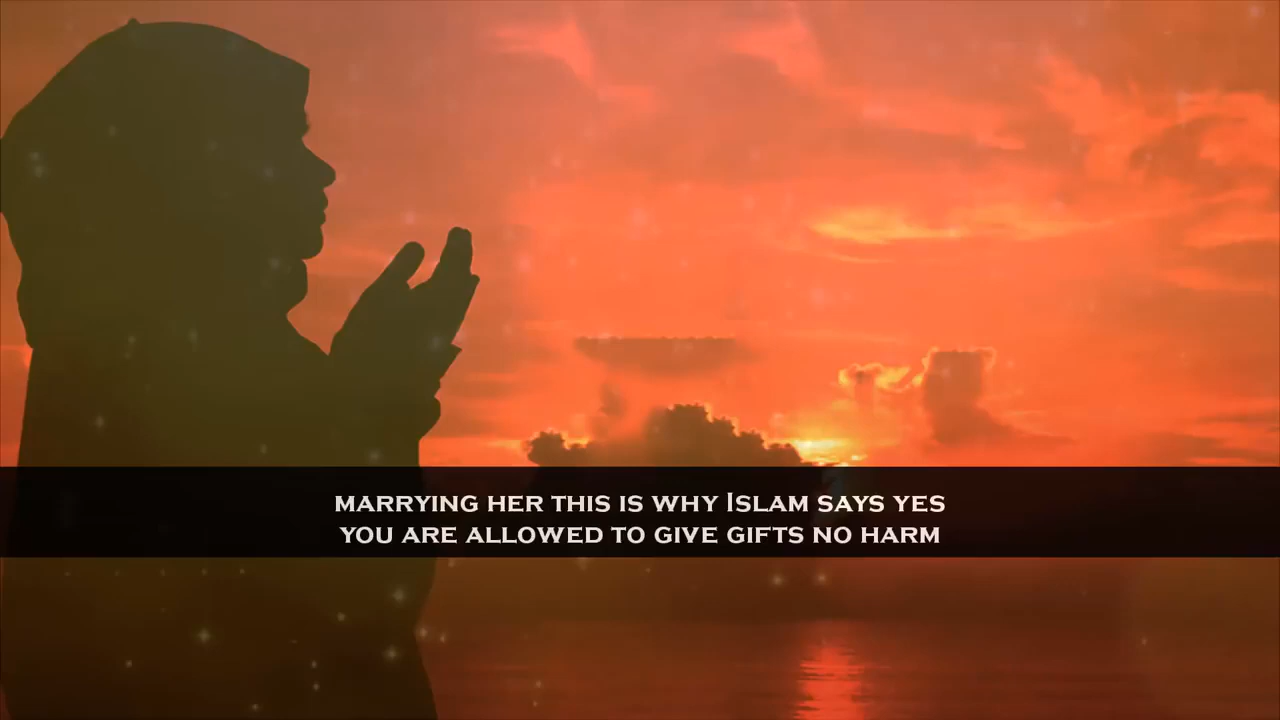 MARRYING HER THIS IS WHY ISLAM SAYS YES
YOU ARE ALLOWED TO GIVE GIFTS NO HARM